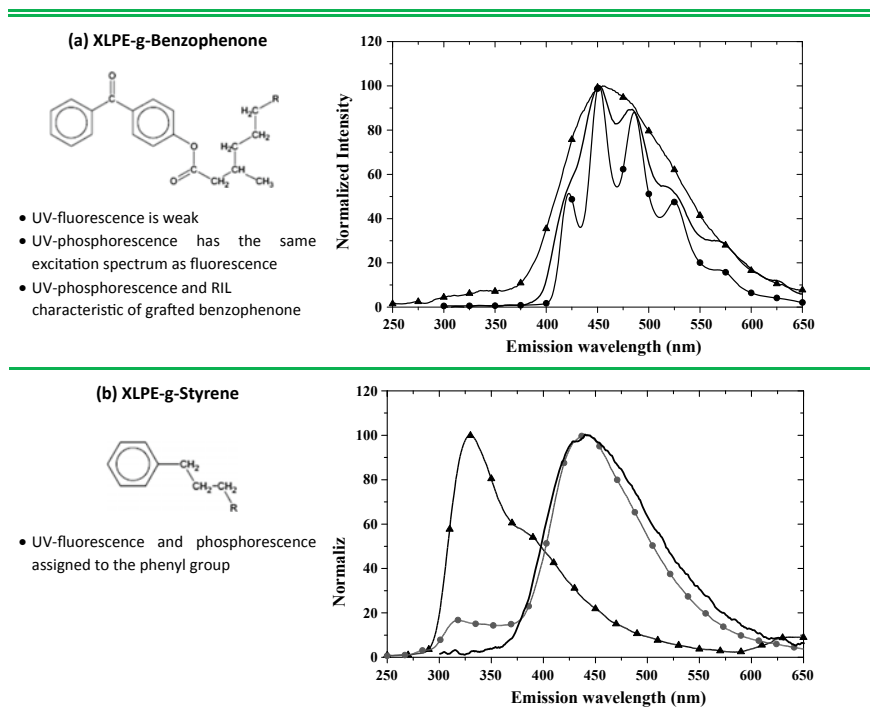 (a) XLPE-g-Benzophenone
O
R
H₂C
CH₂
H₃C
O
CH
O
CH₂
CH₃
• UV-fluorescence is weak
• UV-phosphorescence has the same
excitation spectrum as fluorescence
• UV-phosphorescence and RIL
characteristic of grafted benzophenone
120
100
80
60
40
20
0
Normalized Intensity
250 300 350 400 450 500 550 600 650
Emission wavelength (nm)
(b) XLPE-g-Styrene
CH₂
CH₂-CH₂
R
• UV-fluorescence and phosphorescence
assigned to the phenyl group
120
100
80
60
40
20
0
Normaliz
250 300 350 400 450 500 550 600 650
Emission wavelength (nm)